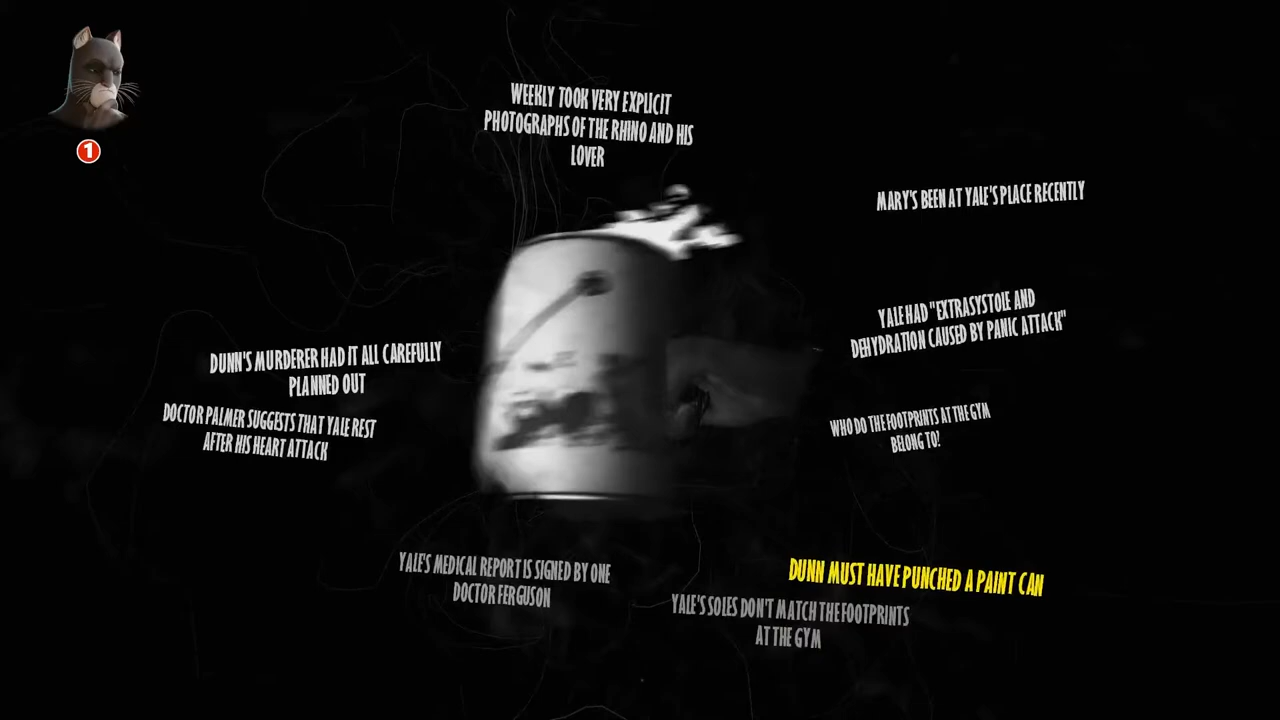 WEEKLY TOOK VERY EXPLICIT
PHOTOGRAPHS OF THE RHINO AND HIS
LOVER
1
MARY'S BEEN AT YALE'S PLACE RECENTLY
YALE HAD "EXTRASYSTOLE AND
DEHYDRATION CAUSED BY PANIC ATTACK"
DUNN'S MURDERER HAD IT ALL CAREFULLY
PLANNED OUT
DOCTOR PALMER SUGGESTS THAT YALE REST
AFTER HIS HEART ATTACK
WHO DO THE FOOTPRINTS AT THE GYM
BELONG TO?
YALE'S MEDICAL REPORT IS SIGNED BY ONE
DOCTOR FERGUSON
DUNN MUST HAVE PUNCHED A PAINT CAN
YALE'S SOLES DON'T MATCH THE FOOTPRINTS
AT THE GYM